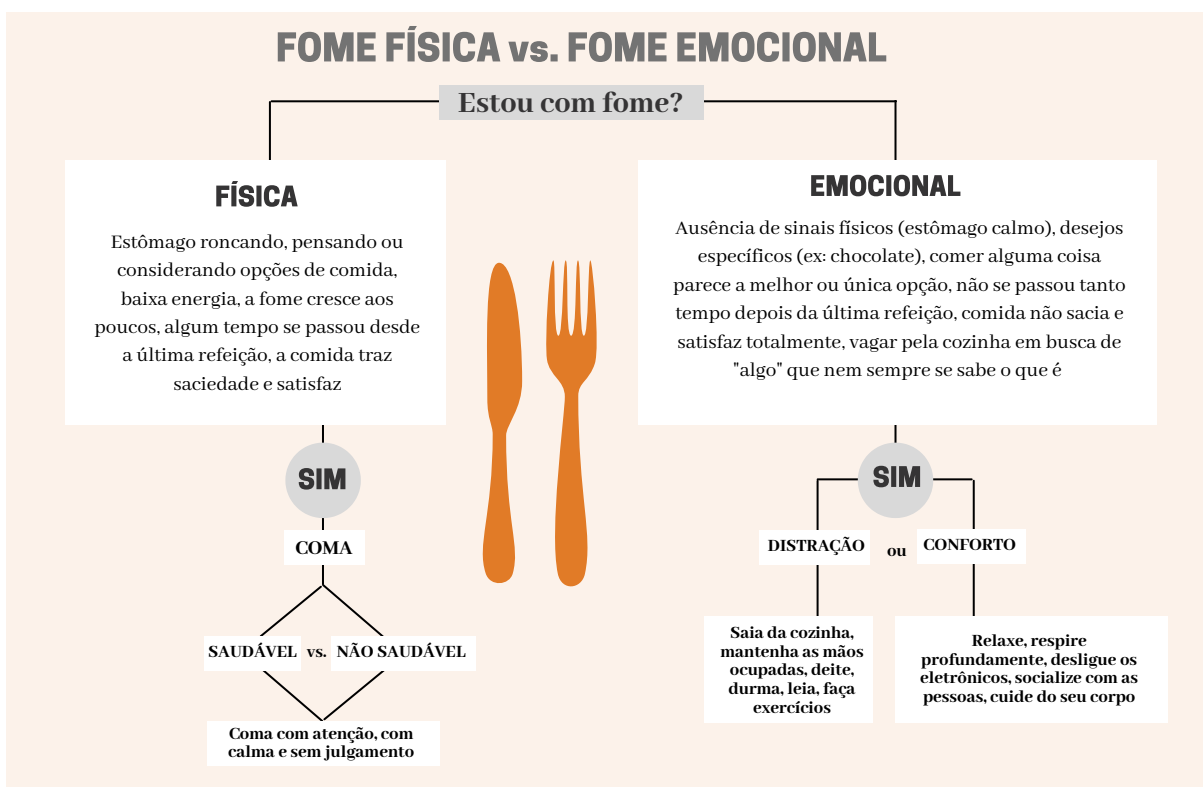 FOME FÍSICA vs. FOME EMOCIONAL
Estou com fome?
FÍSICA
Estômago roncando, pensando ou
considerando opções de comida,
baixa energia, a fome cresce aos
poucos, algum tempo se passou desde
a última refeição, a comida traz
saciedade e satisfaz
SIM
COMA
SAUDÁVEL vs. NÃO SAUDÁVEL
Coma com atenção, com
calma e sem julgamento
EMOCIONAL
Ausência de sinais físicos (estômago calmo), desejos
específicos (ex: chocolate), comer alguma coisa
parece a melhor ou única opção, não se passou tanto
tempo depois da última refeição, comida não sacia e
satisfaz totalmente, vagar pela cozinha em busca de
"algo" que nem sempre se sabe o que é
SIM
DISTRAÇÃO ou CONFORTO
Saia da cozinha,
mantenha as mãos
ocupadas, deite,
durma, leia, faça
exercícios
Relaxe, respire
profundamente, desligue os
eletrônicos, socialize com as
pessoas, cuide do seu corpo